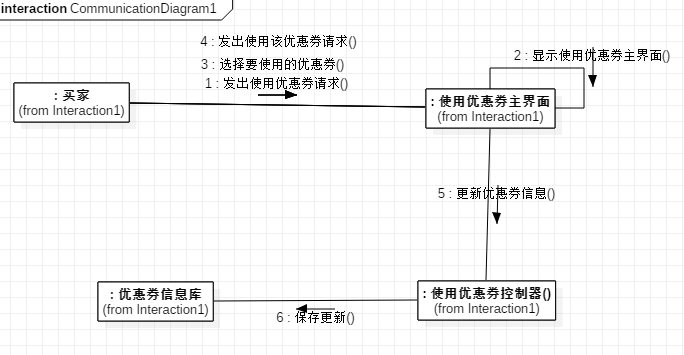 interaction CommunicationDiagram1
4 : 发出使用该优惠券请求()
3 : 选择要使用的优惠券()
1 : 发出使用优惠券请求()
2 : 显示使用优惠券主界面()
: 买家
(from Interaction1)
: 使用优惠券主界面
(from Interaction1)
5 : 更新优惠券信息()
: 优惠券信息库
(from Interaction1)
: 使用优惠券控制器()
(from Interaction1)
6 : 保存更新()